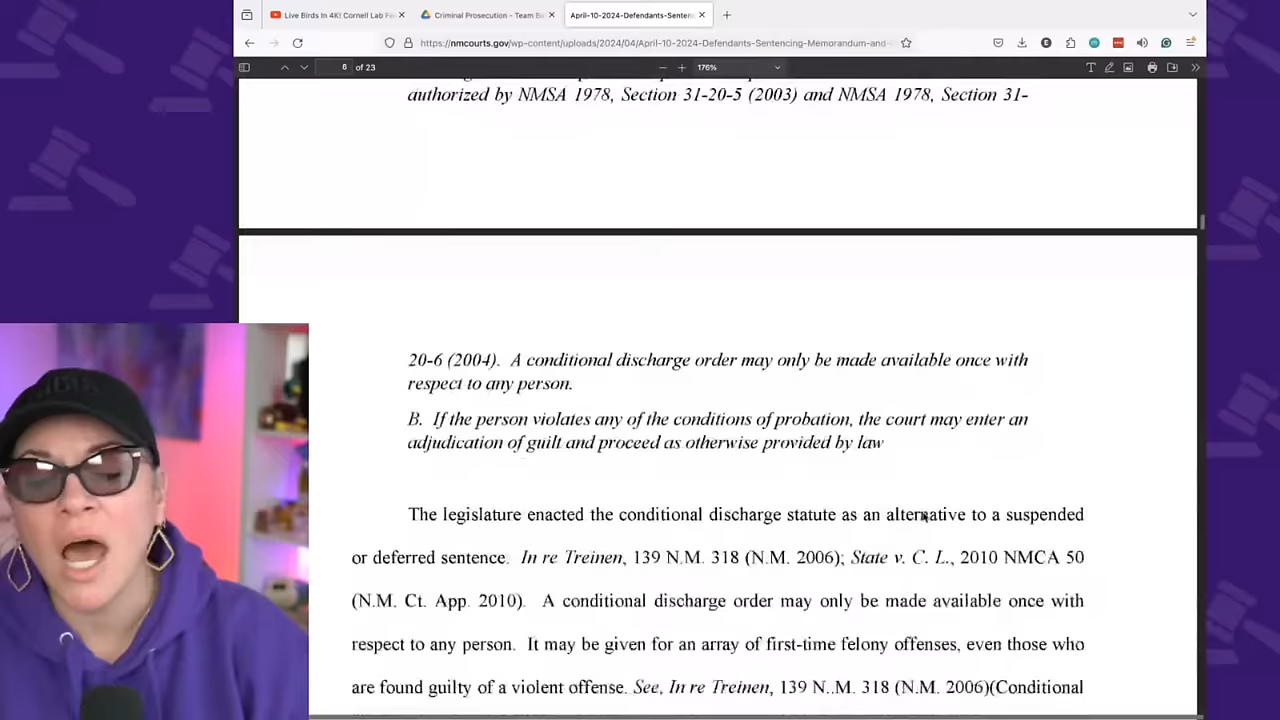 Live Birds In 4K! Cornell Lab Fe
Criminal Prosecution - Team B
April-10-2024-Defendants-Senten
https://nmcourts.gov/wp-content/uploads/2024/04/April-10-2024-Defendants-Sentencing-Memorandum-and-
6 of 23
176%
authorized by NMSA 1978, Section 31-20-5 (2003) and NMSA 1978, Section 31-
20-6 (2004). A conditional discharge order may only be made available once with
respect to any person.
B. If the person violates any of the conditions of probation, the court may enter an
adjudication of guilt and proceed as otherwise provided by law
The legislature enacted the conditional discharge statute as an alternative to a suspended
or deferred sentence. In re Treinen, 139 N.M. 318 (N.M. 2006); State v. C. L., 2010 NMCA 50
(N.M. Ct. App. 2010). A conditional discharge order may only be made available once with
respect to any person. It may be given for an array of first-time felony offenses, even those who
are found guilty of a violent offense. See, In re Treinen, 139 N..M. 318 (N.M. 2006)(Conditional